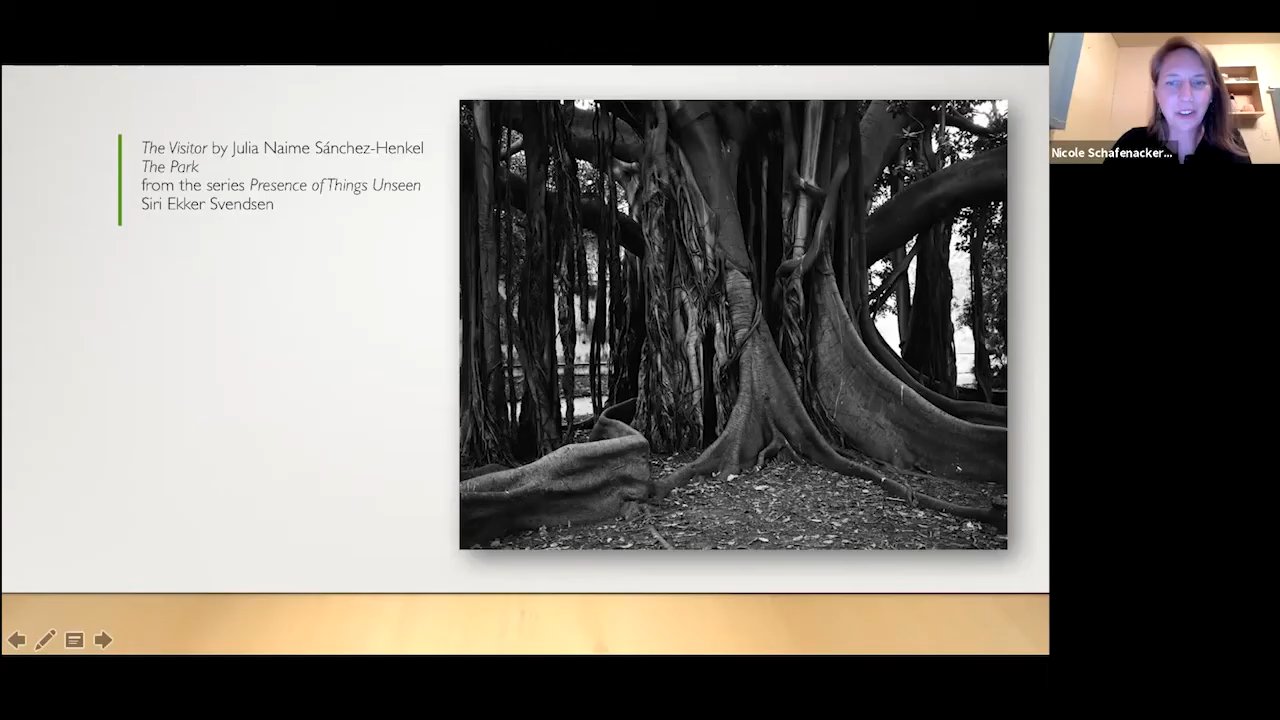 The Visitor by Julia Naime Sánchez-Henkel
The Park
from the series Presence of Things Unseen
Siri Ekker Svendsen
Nicole Schafenacker...